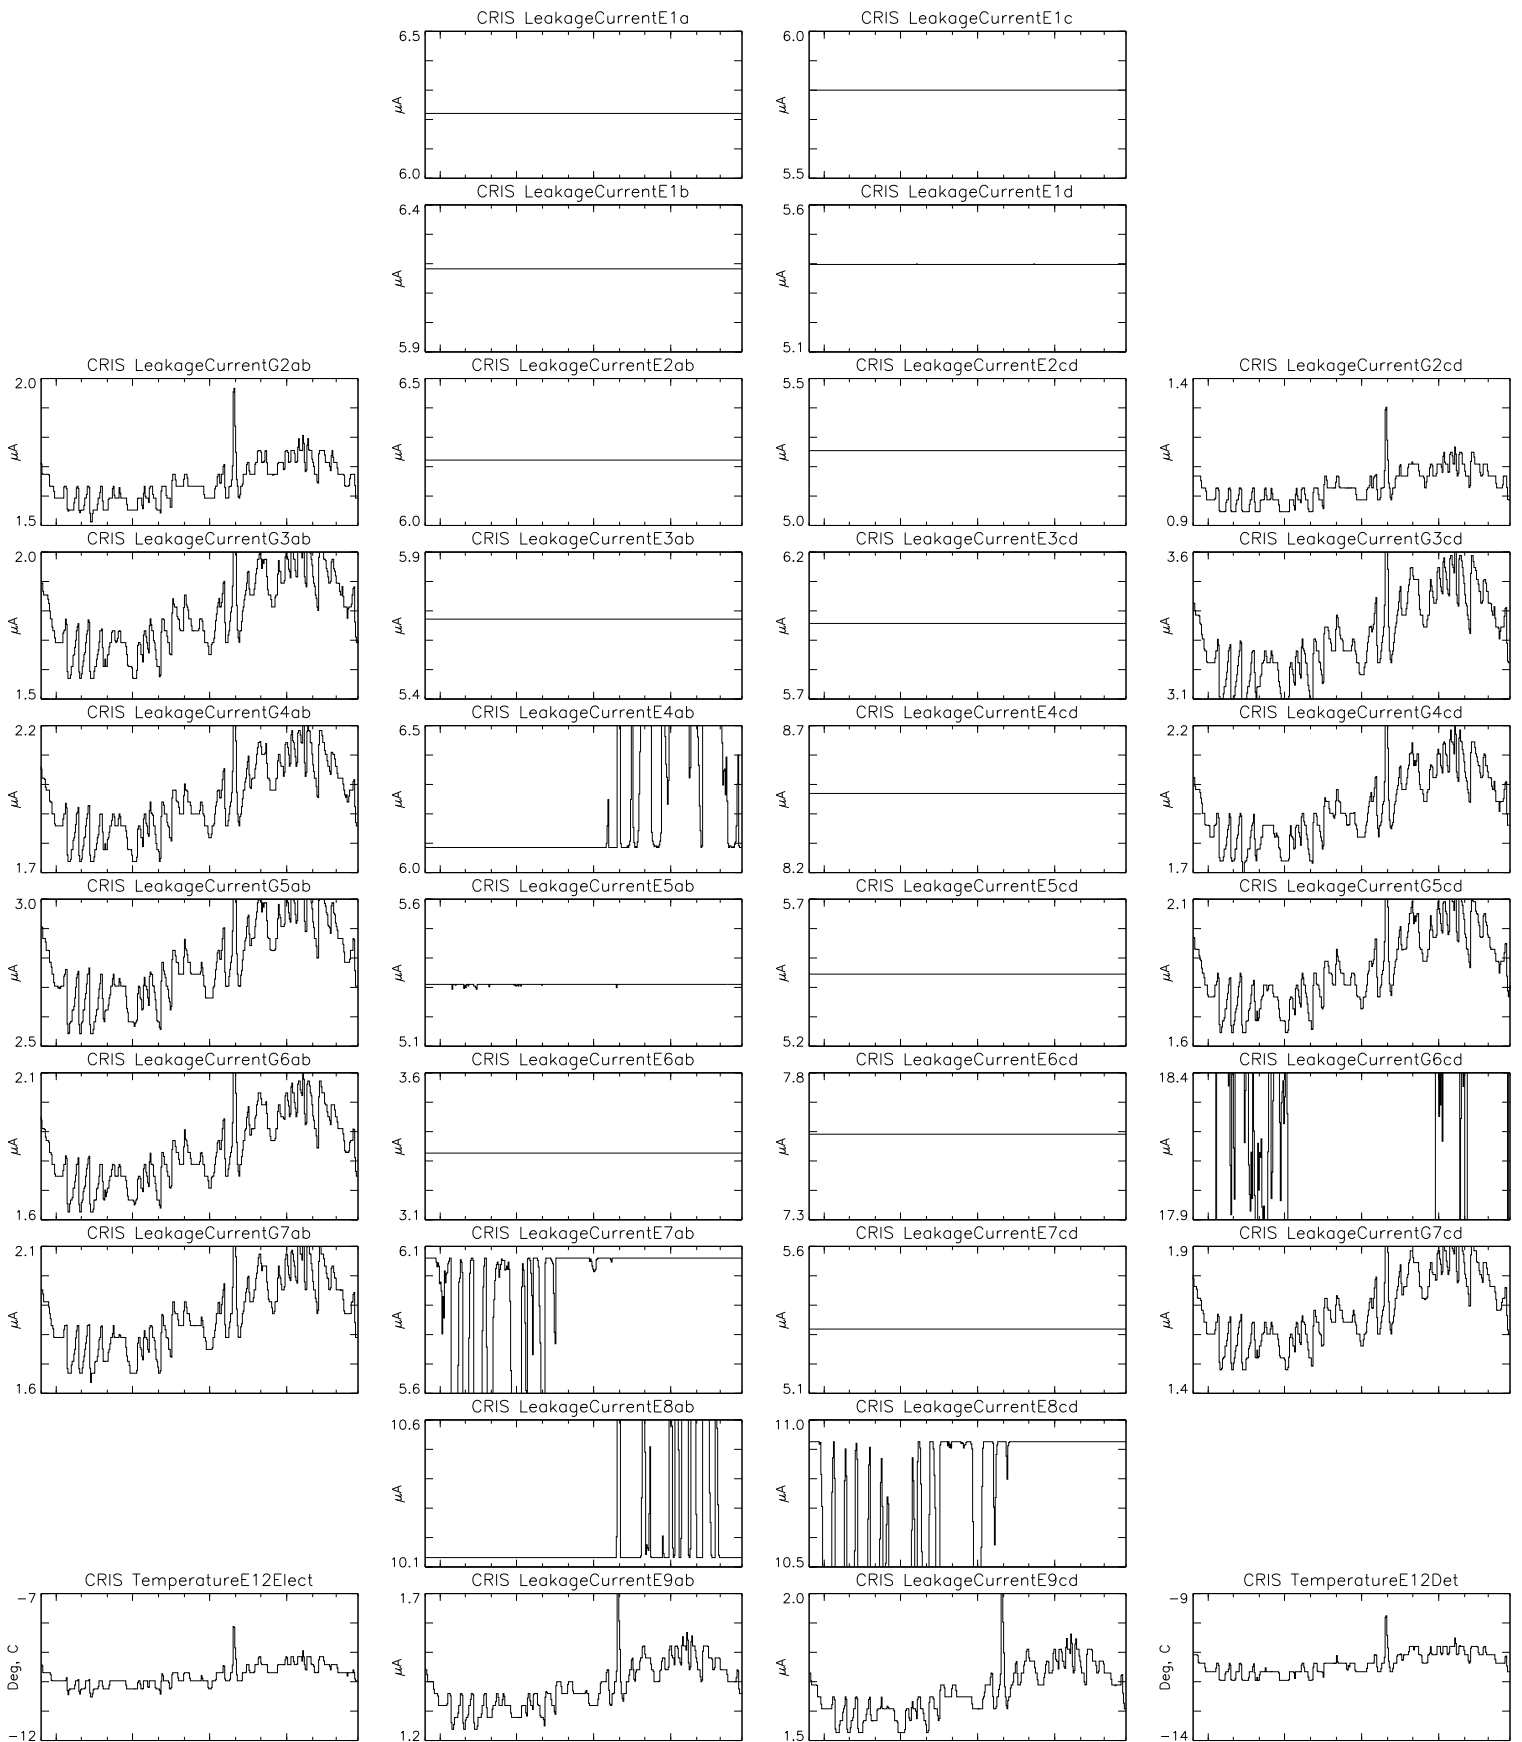 CRIS LeakageCurrentE1a CRIS LeakageCurrentE1c
6.5 6.0
μA μA
6.0 5.5
CRIS LeakageCurrentE1b CRIS LeakageCurrentE1d
6.4 5.6
μA μA
5.9 5.1
CRIS LeakageCurrentG2ab CRIS LeakageCurrentE2ab CRIS LeakageCurrentE2cd CRIS LeakageCurrentG2cd
2.0 6.5 5.5 1.4
μA μA μA μA
1.5 6.0 5.0 0.9
CRIS LeakageCurrentG3ab CRIS LeakageCurrentE3ab CRIS LeakageCurrentE3cd CRIS LeakageCurrentG3cd
2.0 5.9 6.2 3.6
μA μA μA μA
1.5 5.4 5.7 3.1
CRIS LeakageCurrentG4ab CRIS LeakageCurrentE4ab CRIS LeakageCurrentE4cd CRIS LeakageCurrentG4cd
2.2 6.5 8.7 2.2
μA μA μA μA
1.7 6.0 8.2 1.7
CRIS LeakageCurrentG5ab CRIS LeakageCurrentE5ab CRIS LeakageCurrentE5cd CRIS LeakageCurrentG5cd
3.0 5.6 5.7 2.1
μA μA μA μA
2.5 5.1 5.2 1.6
CRIS LeakageCurrentG6ab CRIS LeakageCurrentE6ab CRIS LeakageCurrentE6cd CRIS LeakageCurrentG6cd
2.1 3.6 7.8 18.4
μA μA μA μA
1.6 3.1 7.3 17.9
CRIS LeakageCurrentG7ab CRIS LeakageCurrentE7ab CRIS LeakageCurrentE7cd CRIS LeakageCurrentG7cd
2.1 6.1 5.6 1.9
μA μA μA μA
1.6 5.6 5.1 1.4
CRIS LeakageCurrentE8ab CRIS LeakageCurrentE8cd
10.6 11.0
μA μA
10.1 10.5
CRIS TemperatureE12Elect CRIS LeakageCurrentE9ab CRIS LeakageCurrentE9cd CRIS TemperatureE12Det
−7 1.7 2.0 −9
Deg, C μA μA Deg, C
−12 1.2 1.5 −14